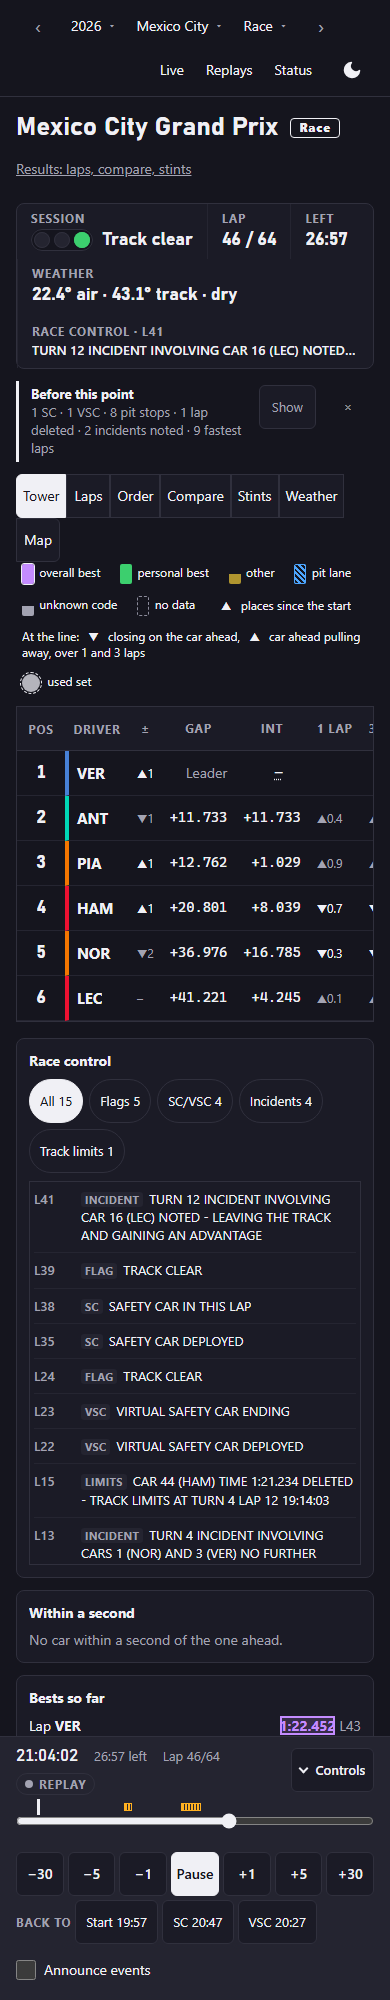 ‹ 2026 Mexico City Race ›
Live Replays Status
Mexico City Grand Prix Race
Results: laps, compare, stints
SESSION LAP LEFT
Track clear 46 / 64 26:57
WEATHER
22.4° air · 43.1° track · dry
RACE CONTROL · L41
TURN 12 INCIDENT INVOLVING CAR 16 (LEC) NOTED...
Before this point
1 SC · 1 VSC · 8 pit stops · 1 lap
deleted · 2 incidents noted · 9 fastest
laps
Show ×
Tower Laps Order Compare Stints Weather
Map
overall best personal best other pit lane
unknown code no data ▲ places since the start
At the line: ▼ closing on the car ahead, ▲ car ahead pulling
away, over 1 and 3 laps
used set
POS DRIVER ± GAP INT 1 LAP 3
1 VER ▲1 Leader –
2 ANT ▼1 +11.733 +11.733 ▲0.4 ▲
3 PIA ▲1 +12.762 +1.029 ▲0.9 ▲
4 HAM ▲1 +20.801 +8.039 ▼0.7 ▼
5 NOR ▼2 +36.976 +16.785 ▼0.3 ▼
6 LEC – +41.221 +4.245 ▲0.1 ▲
Race control
All 15 Flags 5 SC/VSC 4 Incidents 4
Track limits 1
L41 INCIDENT TURN 12 INCIDENT INVOLVING
CAR 16 (LEC) NOTED - LEAVING THE TRACK
AND GAINING AN ADVANTAGE
L39 FLAG TRACK CLEAR
L38 SC SAFETY CAR IN THIS LAP
L35 SC SAFETY CAR DEPLOYED
L24 FLAG TRACK CLEAR
L23 VSC VIRTUAL SAFETY CAR ENDING
L22 VSC VIRTUAL SAFETY CAR DEPLOYED
L15 LIMITS CAR 44 (HAM) TIME 1:21.234 DELETED
- TRACK LIMITS AT TURN 4 LAP 12 19:14:03
L13 INCIDENT TURN 4 INCIDENT INVOLVING
CARS 1 (NOR) AND 3 (VER) NO FURTHER
Within a second
No car within a second of the one ahead.
Bests so far
Lap VER 1:22.452 L43
21:04:02 26:57 left Lap 46/64
Controls
REPLAY
−30 −5 −1 Pause +1 +5 +30
BACK TO Start 19:57 SC 20:47 VSC 20:27
Announce events